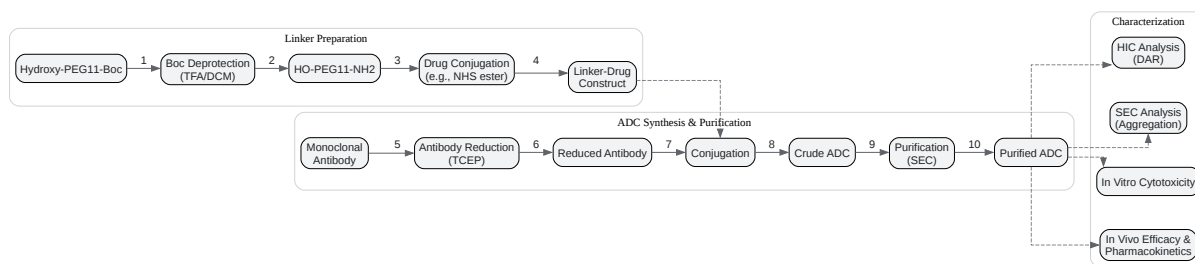 Characterization
Linker Preparation
HIC Analysis
(DAR)
Hydroxy-PEG11-Boc
1
Boc Deprotection
(TFA/DCM)
2
HO-PEG11-NH2
3
Drug Conjugation
(e.g., NHS ester)
4
Linker-Drug
Construct
SEC Analysis
(Aggregation)
ADC Synthesis & Purification
Monoclonal
Antibody
5
Antibody Reduction
(TCEP)
6
Reduced Antibody
7
Conjugation
8
Crude ADC
9
Purification
(SEC)
10
Purified ADC
In Vitro Cytotoxicity
In Vivo Efficacy &
Pharmacokinetics